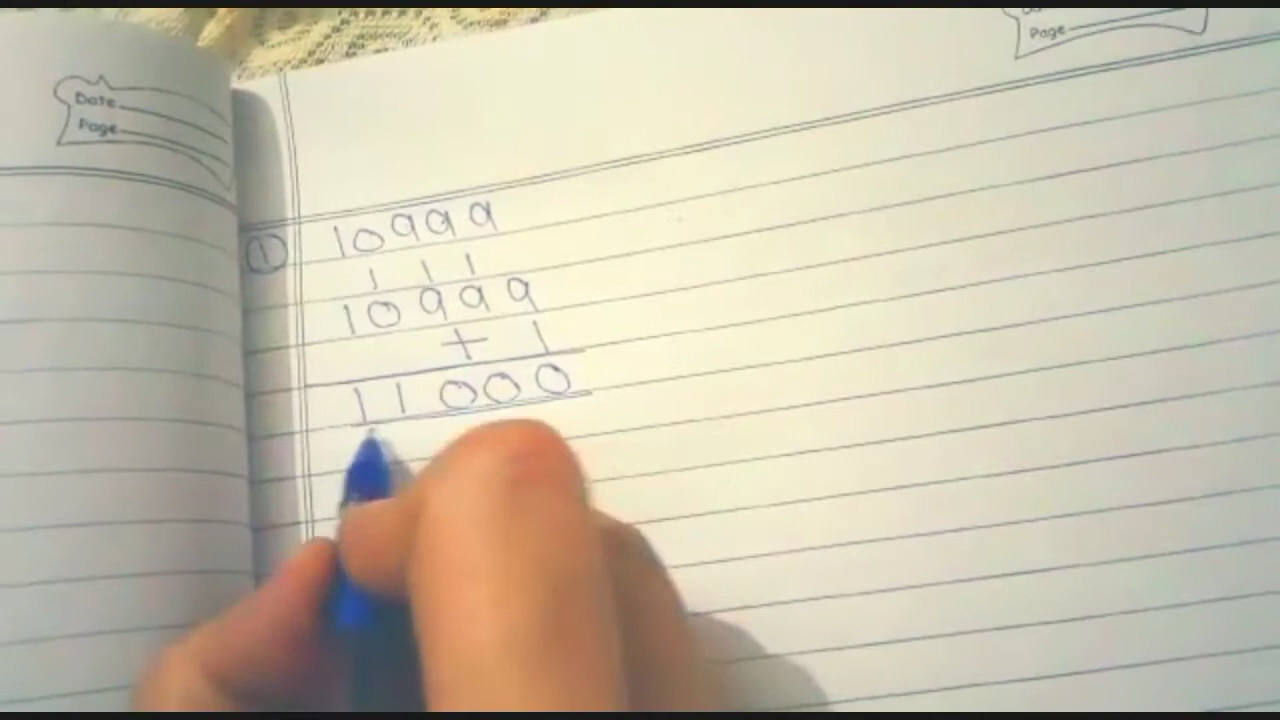 Date
Page
Page
① 10999
1 1 1
10999
+ 1
11000